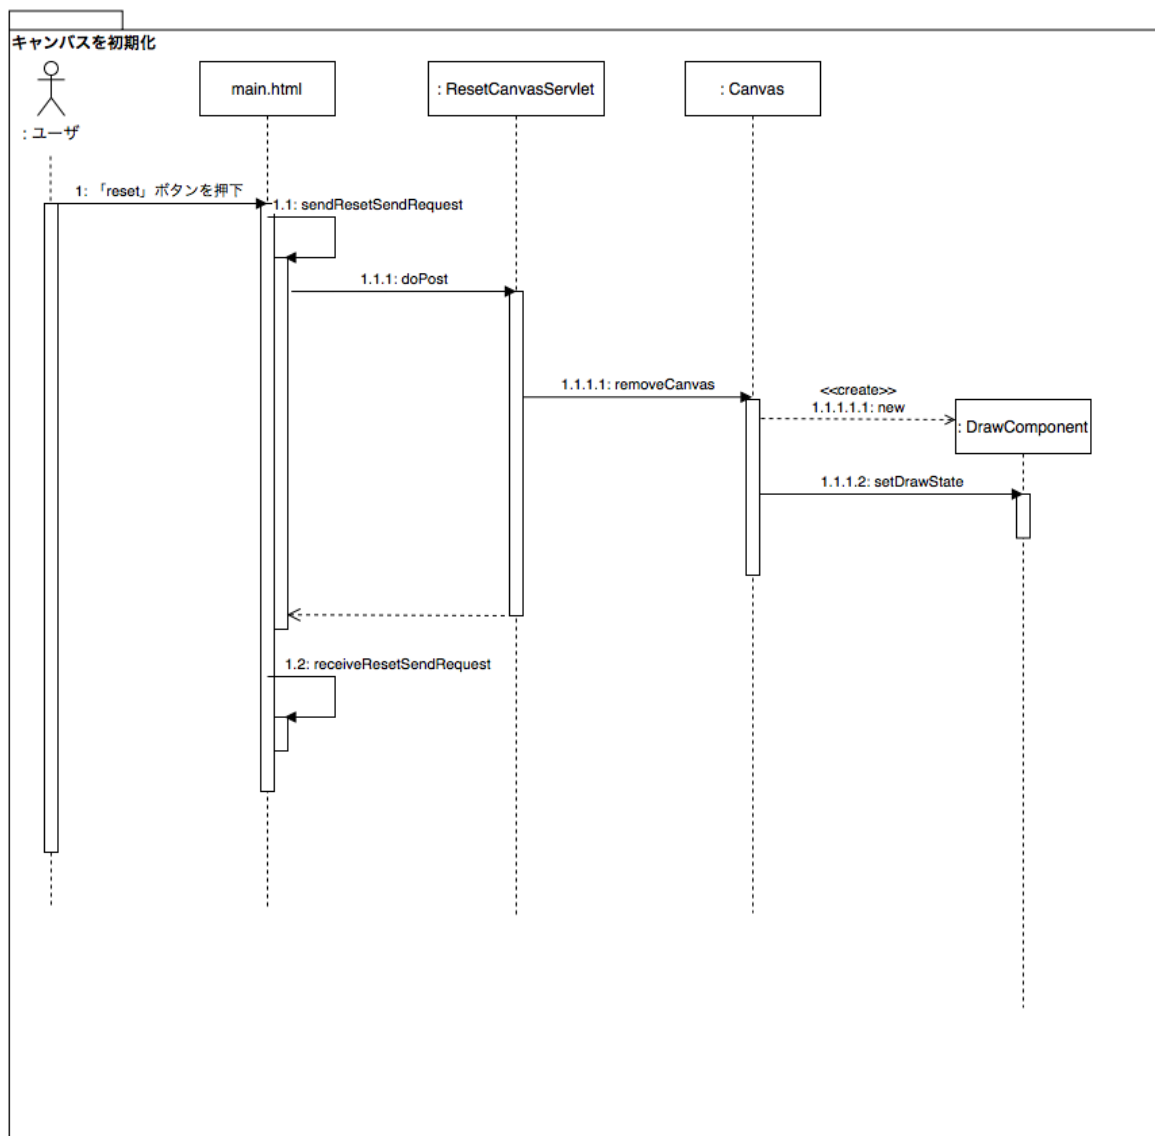 キャンバスを初期化
: ユーザ
main.html
: ResetCanvasServlet
: Canvas
1: 「reset」ボタンを押下
1.1: sendResetSendRequest
1.1.1: doPost
1.1.1.1: removeCanvas
<<create>>
1.1.1.1.1: new
: DrawComponent
1.1.1.2: setDrawState
1.2: receiveResetSendRequest